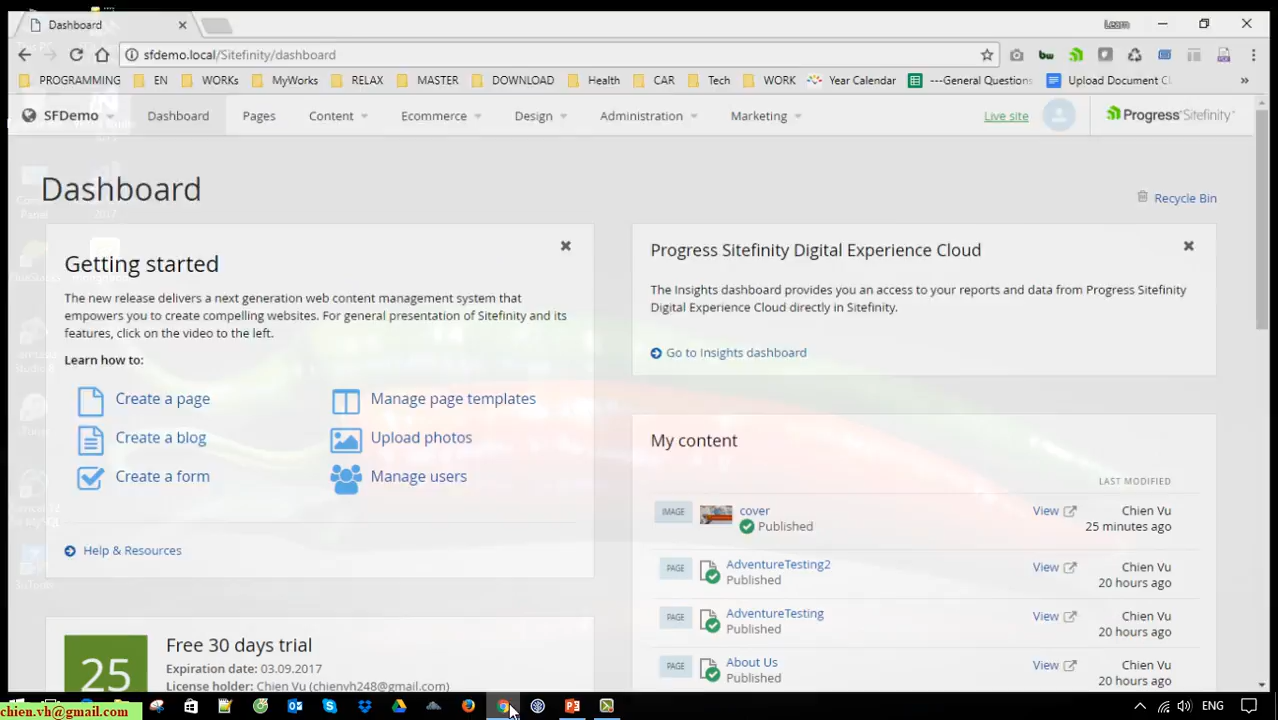 Dashboard
Learn
sfdemo.local/Sitefinity/dashboard
PROGRAMMING
EN
WORKs
MyWorks
RELAX
MASTER
DOWNLOAD
Health
CAR
Tech
WORK
Year Calendar
---General Questions
Upload Document Cl
»
SFDemo
Dashboard
Pages
Content
Ecommerce
Design
Administration
Marketing
Live site
Progress Sitefinity
Dashboard
Recycle Bin
Getting started
The new release delivers a next generation web content management system that
empowers you to create compelling websites. For general presentation of Sitefinity and its
features, click on the video to the left.
Learn how to:
Create a page
Manage page templates
Create a blog
Upload photos
Create a form
Manage users
Help & Resources
Free 30 days trial
25
Expiration date: 03.09.2017
License holder: Chien Vu (chienvh248@gmail.com)
Progress Sitefinity Digital Experience Cloud
The Insights dashboard provides you an access to your reports and data from Progress Sitefinity
Digital Experience Cloud directly in Sitefinity.
Go to Insights dashboard
My content
LAST MODIFIED
IMAGE
cover
Published
View
Chien Vu
25 minutes ago
PAGE
AdventureTesting2
Published
View
Chien Vu
20 hours ago
PAGE
AdventureTesting
Published
View
Chien Vu
20 hours ago
PAGE
About Us
Published
View
Chien Vu
20 hours ago
chien.vh@gmail.com
ENG